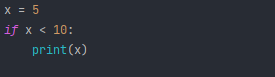 x = 5
if x < 10:
    print(x)